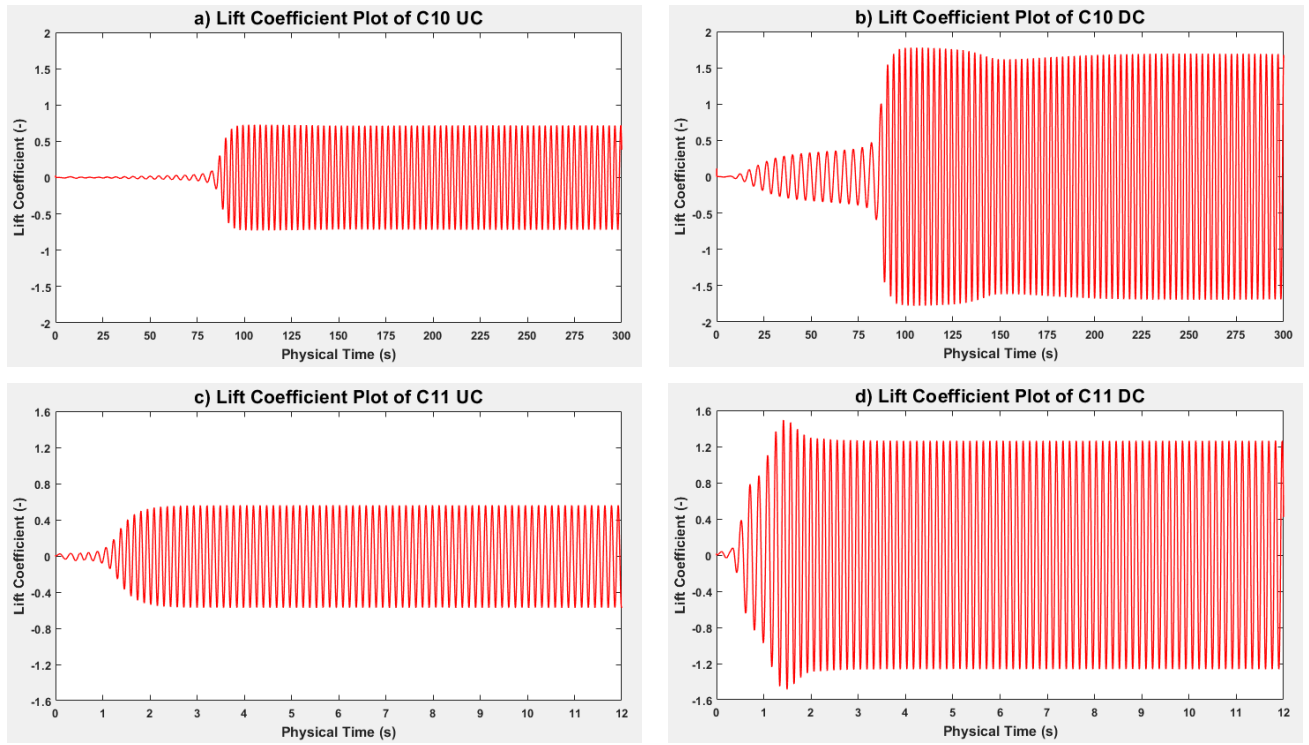 a) Lift Coefficient Plot of C10 UC
Lift Coefficient (-)
2
1.5
1
0.5
0
-0.5
-1
-1.5
-2
0 25 50 75 100 125 150 175 200 225 250 275 300
Physical Time (s)
b) Lift Coefficient Plot of C10 DC
Lift Coefficient (-)
2
1.5
1
0.5
0
-0.5
-1
-1.5
-2
0 25 50 75 100 125 150 175 200 225 250 275 300
Physical Time (s)
c) Lift Coefficient Plot of C11 UC
Lift Coefficient (-)
1.6
1.2
0.8
0.4
0
-0.4
-0.8
-1.2
-1.6
0 1 2 3 4 5 6 7 8 9 10 11 12
Physical Time (s)
d) Lift Coefficient Plot of C11 DC
Lift Coefficient (-)
1.6
1.2
0.8
0.4
0
-0.4
-0.8
-1.2
-1.6
0 1 2 3 4 5 6 7 8 9 10 11 12
Physical Time (s)